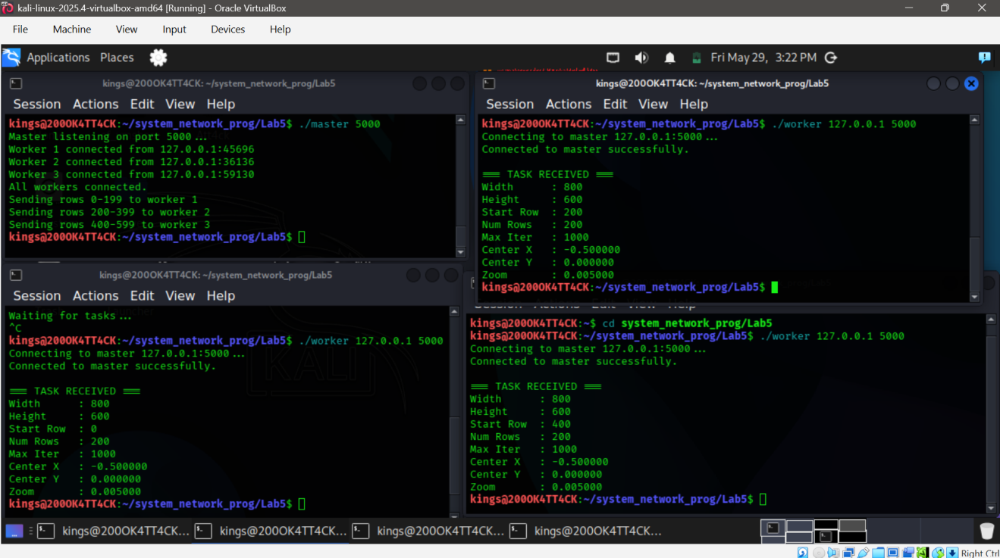 kali-linux-2025.4-virtualbox-amd64 [Running] - Oracle VirtualBox
File Machine View Input Devices Help
Applications Places Fri May 29, 3:22 PM
kings@200OK4TT4CK: ~/system_network_prog/Lab5
Session Actions Edit View Help
kings@200OK4TT4CK:~/system_network_prog/Lab5$ ./master 5000
Master listening on port 5000...
Worker 1 connected from 127.0.0.1:45696
Worker 2 connected from 127.0.0.1:36136
Worker 3 connected from 127.0.0.1:59130
All workers connected.
Sending rows 0-199 to worker 1
Sending rows 200-399 to worker 2
Sending rows 400-599 to worker 3
kings@200OK4TT4CK:~/system_network_prog/Lab5$
kings@200OK4TT4CK: ~/system_network_prog/Lab5
Session Actions Edit View Help
kings@200OK4TT4CK:~/system_network_prog/Lab5$ ./worker 127.0.0.1 5000
Connecting to master 127.0.0.1:5000...
Connected to master successfully.
=== TASK RECEIVED ===
Width : 800
Height : 600
Start Row : 200
Num Rows : 200
Max Iter : 1000
Center X : -0.500000
Center Y : 0.000000
Zoom : 0.005000
kings@200OK4TT4CK:~/system_network_prog/Lab5$
kings@200OK4TT4CK: ~/system_network_prog/Lab5
Session Actions Edit View Help
Waiting for tasks...
^C
kings@200OK4TT4CK:~/system_network_prog/Lab5$ ./worker 127.0.0.1 5000
Connecting to master 127.0.0.1:5000...
Connected to master successfully.
=== TASK RECEIVED ===
Width : 800
Height : 600
Start Row : 0
Num Rows : 200
Max Iter : 1000
Center X : -0.500000
Center Y : 0.000000
Zoom : 0.005000
kings@200OK4TT4CK:~/system_network_prog/Lab5$
Session Actions Edit View Help
kings@200OK4TT4CK:~$ cd system_network_prog/Lab5
kings@200OK4TT4CK:~/system_network_prog/Lab5$ ./worker 127.0.0.1 5000
Connecting to master 127.0.0.1:5000...
Connected to master successfully.
=== TASK RECEIVED ===
Width : 800
Height : 600
Start Row : 400
Num Rows : 200
Max Iter : 1000
Center X : -0.500000
Center Y : 0.000000
Zoom : 0.005000
kings@200OK4TT4CK:~/system_network_prog/Lab5$
KALI
kings@200OK4TT4CK... kings@200OK4TT4CK... kings@200OK4TT4CK... kings@200OK4TT4CK...
Right Ctrl